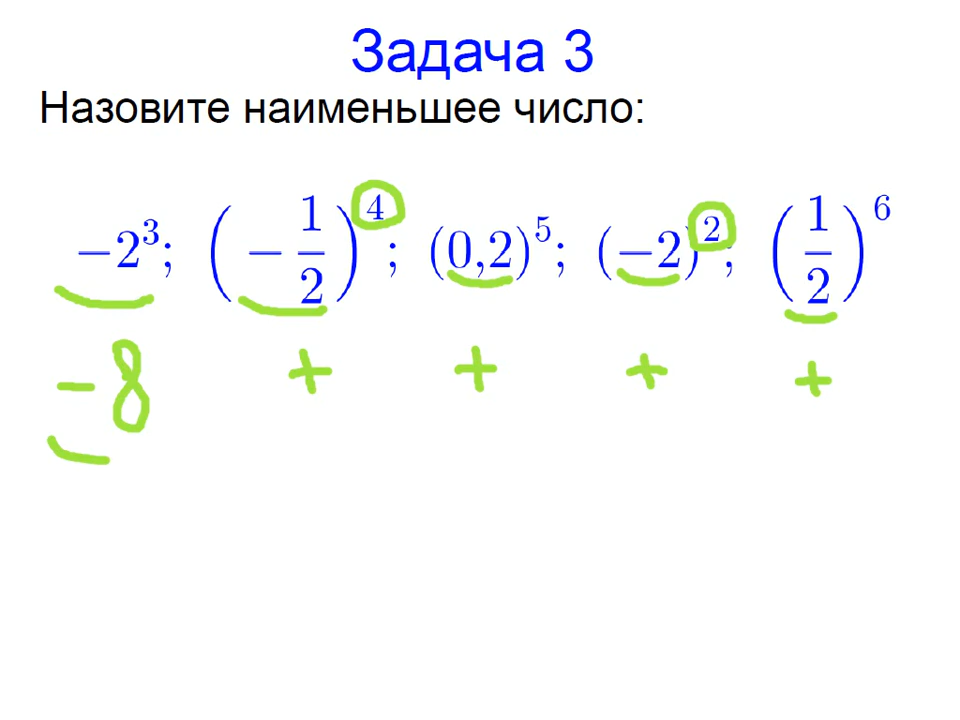 Задача 3
Назовите наименьшее число:
−2³; (−1/2)⁴; (0,2)⁵; (−2)²; (1/2)⁶
−8 + + + +